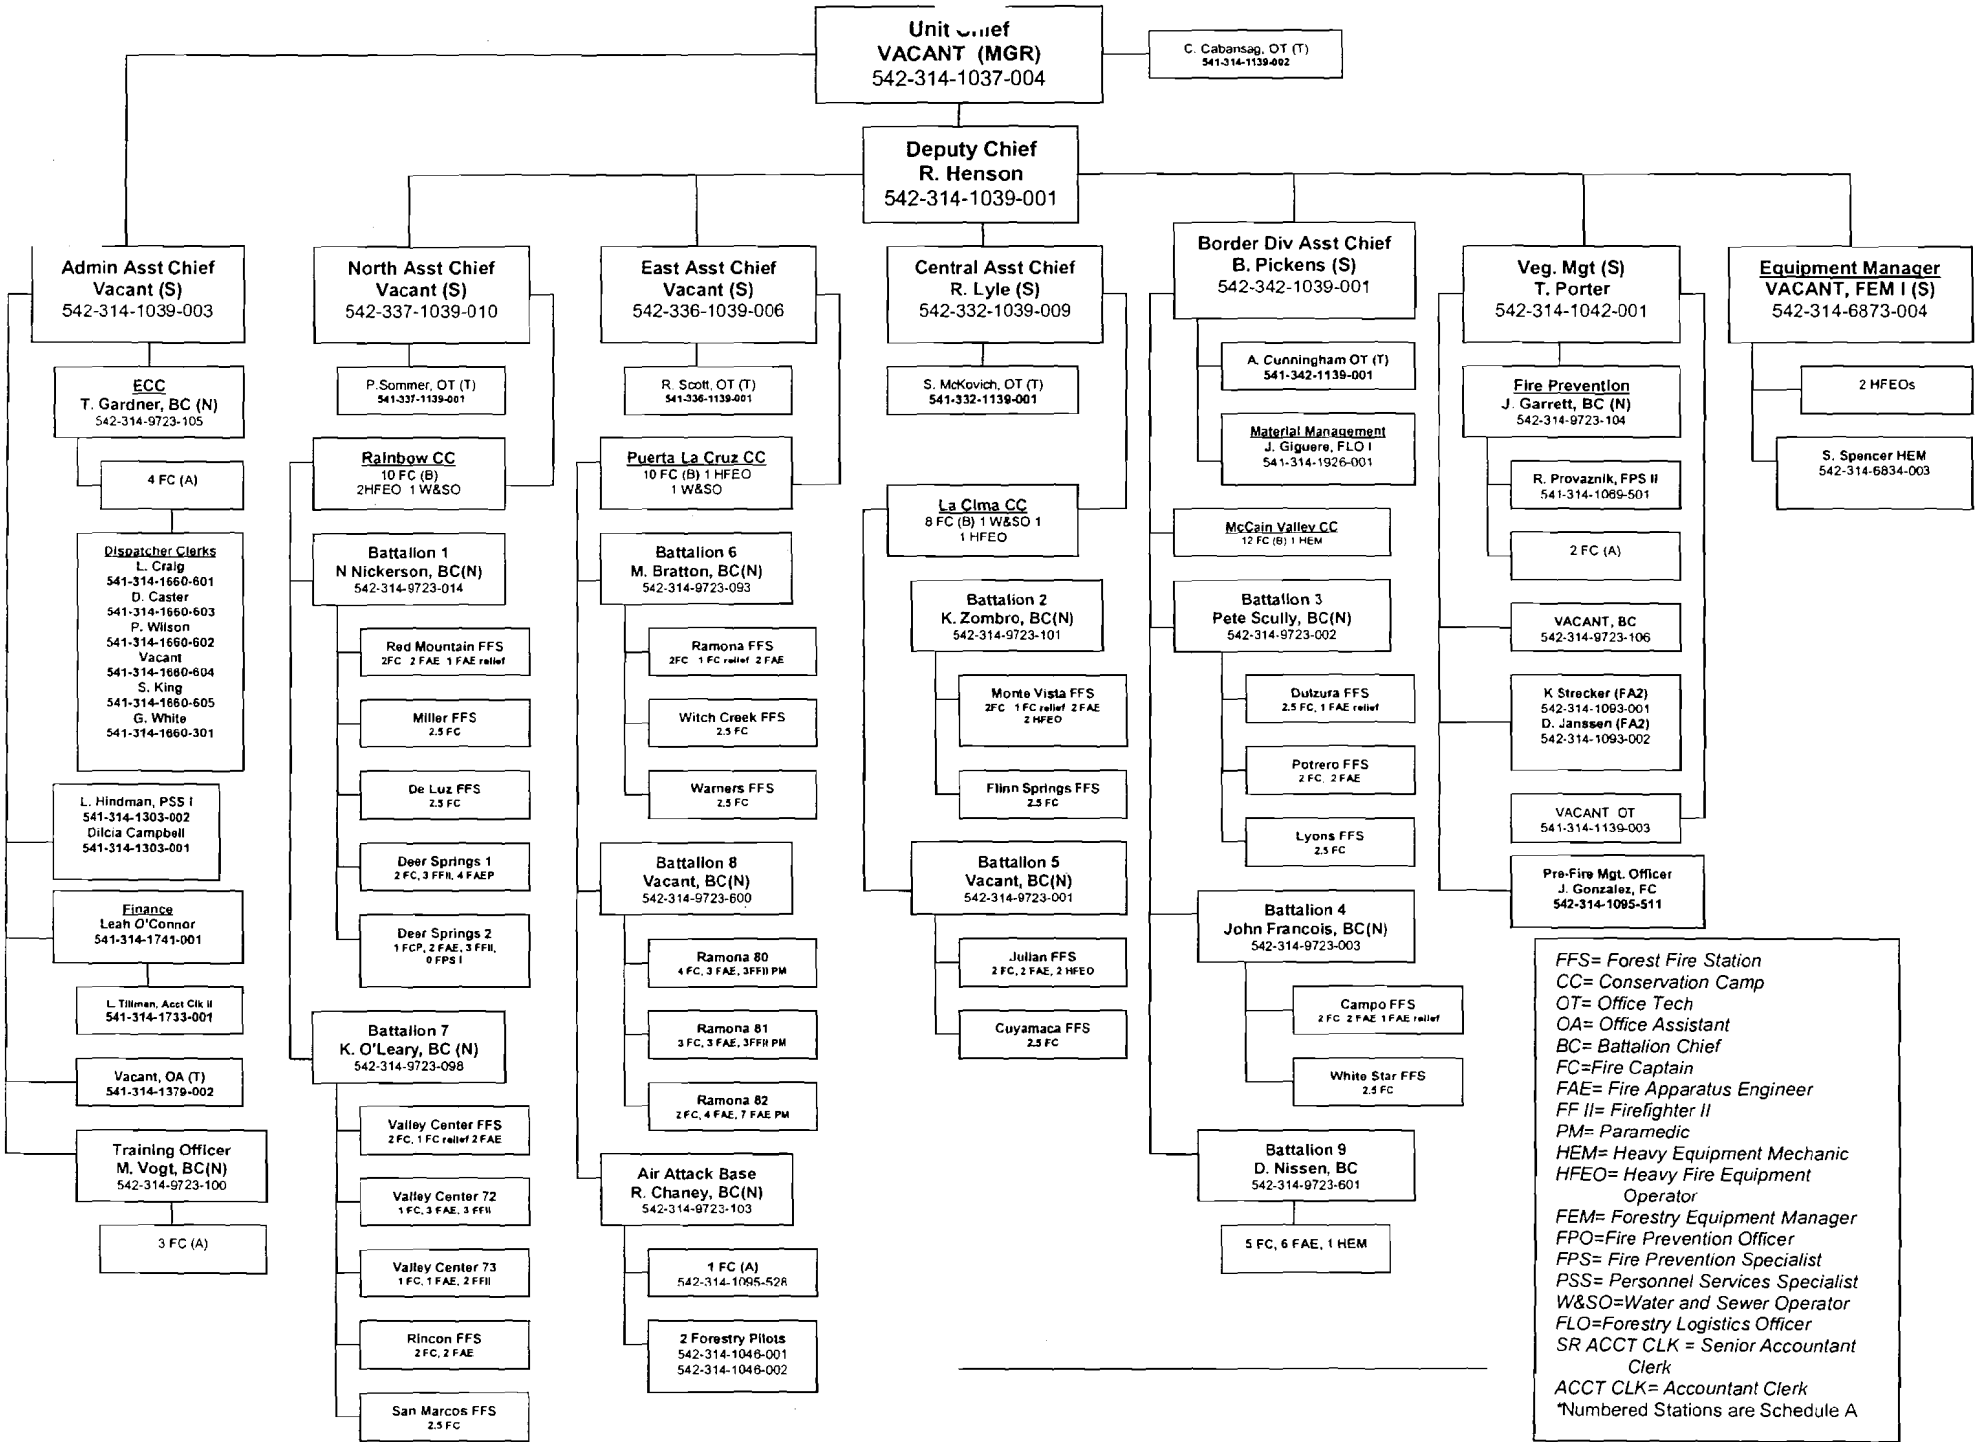 Unit
VACANT (MGR)
542-314-1037-004
C. Cabansag, OT (T)
541-314-1139-002
Deputy Chief
R. Henson
542-314-1039-001
Admin Asst Chief
Vacant (S)
542-314-1039-003
ECC
T. Gardner, BC (N)
542-314-9723-105
4 FC (A)
Dispatcher Clerks
L. Craig
541-314-1660-601
D. Caster
541-314-1660-603
P. Wilson
541-314-1660-602
Vacant
541-314-1660-604
S. King
541-314-1660-605
G. White
541-314-1660-301
L. Hindman, PSS I
541-314-1303-002
Dilcia Campbell
541-314-1303-001
Finance
Leah O'Connor
541-314-1741-001
L. Tillman, Acct Clk II
541-314-1733-001
Vacant, OA (T)
541-314-1379-002
Training Officer
M. Vogt, BC(N)
542-314-9723-100
3 FC (A)
North Asst Chief
Vacant (S)
542-337-1039-010
P.Sommer, OT (T)
541-337-1139-001
Rainbow CC
10 FC (B)
2HFEO 1 W&SO
Battalion 1
N Nickerson, BC(N)
542-314-9723-014
Red Mountain FFS
2FC 2 FAE 1 FAE relief
Miller FFS
2.5 FC
De Luz FFS
2.5 FC
Deer Springs 1
2 FC, 3 FFII, 4 FAEP
Deer Springs 2
1 FCP, 2 FAE, 3 FFII,
0 FPS I
Battalion 7
K. O'Leary, BC (N)
542-314-9723-098
Valley Center FFS
2 FC, 1 FC relief 2 FAE
Valley Center 72
1 FC, 3 FAE, 3 FFII
Valley Center 73
1 FC, 1 FAE, 2 FFII
Rincon FFS
2 FC, 2 FAE
San Marcos FFS
2.5 FC
East Asst Chief
Vacant (S)
542-336-1039-006
R. Scott, OT (T)
541-336-1139-001
Puerta La Cruz CC
10 FC (B) 1 HFEO
1 W&SO
Battalion 6
M. Bratton, BC(N)
542-314-9723-093
Ramona FFS
2FC 1 FC relief 2 FAE
Witch Creek FFS
2.5 FC
Warners FFS
2.5 FC
Battalion 8
Vacant, BC(N)
542-314-9723-600
Ramona 80
4 FC, 3 FAE, 3FFII PM
Ramona 81
3 FC, 3 FAE, 3FFII PM
Ramona 82
2 FC, 4 FAE, 7 FAE PM
Air Attack Base
R. Chaney, BC(N)
542-314-9723-103
1 FC (A)
542-314-1095-528
2 Forestry Pilots
542-314-1046-001
542-314-1046-002
Central Asst Chief
R. Lyle (S)
542-332-1039-009
S. McKovich, OT (T)
541-332-1139-001
La Cima CC
8 FC (B) 1 W&SO 1
1 HFEO
Battalion 2
K. Zombro, BC(N)
542-314-9723-101
Monte Vista FFS
2FC 1 FC relief 2 FAE
2 HFEO
Flinn Springs FFS
2.5 FC
Battalion 5
Vacant, BC(N)
542-314-9723-001
Julian FFS
2 FC, 2 FAE, 2 HFEO
Cuyamaca FFS
2.5 FC
Border Div Asst Chief
B. Pickens (S)
542-342-1039-001
A. Cunningham OT (T)
541-342-1139-001
Material Management
J. Giguere, FLO I
541-314-1926-001
McCain Valley CC
12 FC (B) 1 HEM
Battalion 3
Pete Scully, BC(N)
542-314-9723-002
Dulzura FFS
2.5 FC, 1 FAE relief
Potrero FFS
2 FC, 2 FAE
Lyons FFS
2.5 FC
Battalion 4
John Francois, BC(N)
542-314-9723-003
Campo FFS
2 FC 2 FAE 1 FAE relief
White Star FFS
2.5 FC
Battalion 9
D. Nissen, BC
542-314-9723-601
5 FC, 6 FAE, 1 HEM
Veg. Mgt (S)
T. Porter
542-314-1042-001
Fire Prevention
J. Garrett, BC (N)
542-314-9723-104
R. Provaznik, FPS II
541-314-1069-501
2 FC (A)
VACANT, BC
542-314-9723-106
K Strecker (FA2)
542-314-1093-001
D. Janssen (FA2)
542-314-1093-002
VACANT OT
541-314-1139-003
Pre-Fire Mgt. Officer
J. Gonzalez, FC
542-314-1095-511
Equipment Manager
VACANT, FEM I (S)
542-314-6873-004
2 HFEOs
S. Spencer HEM
542-314-6834-003
FFS= Forest Fire Station
CC= Conservation Camp
OT= Office Tech
OA= Office Assistant
BC= Battalion Chief
FC=Fire Captain
FAE= Fire Apparatus Engineer
FF II= Firefighter II
PM= Paramedic
HEM= Heavy Equipment Mechanic
HFEO= Heavy Fire Equipment
Operator
FEM= Forestry Equipment Manager
FPO=Fire Prevention Officer
FPS= Fire Prevention Specialist
PSS= Personnel Services Specialist
W&SO=Water and Sewer Operator
FLO=Forestry Logistics Officer
SR ACCT CLK = Senior Accountant
Clerk
ACCT CLK= Accountant Clerk
*Numbered Stations are Schedule A